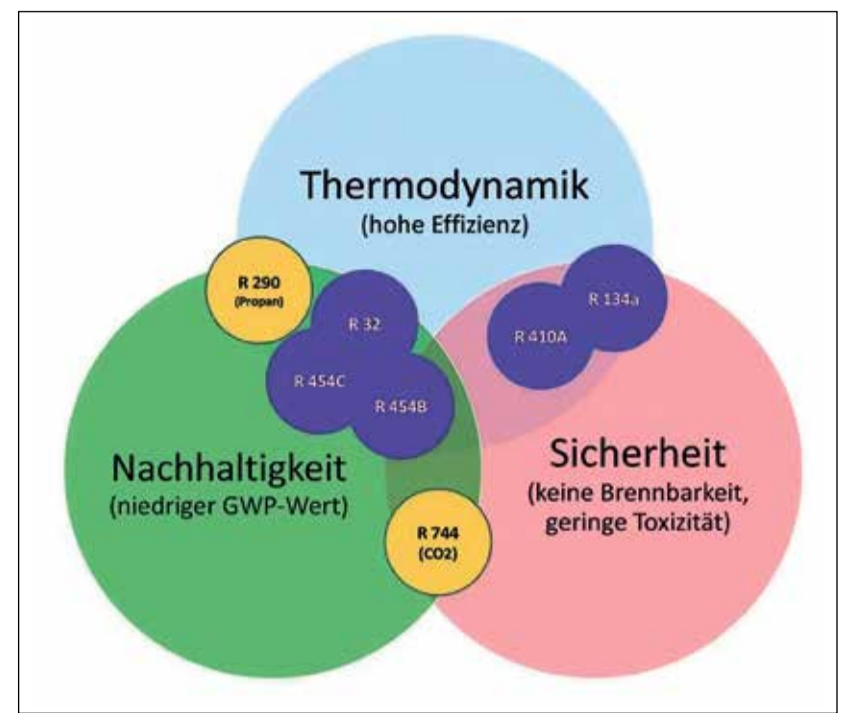 Thermodynamik
(hohe Effizienz)
R 290
(Propan)
R 134a
R 32
R 410A
R 454C
R 454B
Nachhaltigkeit
(niedriger GWP-Wert)
Sicherheit
(keine Brennbarkeit,
geringe Toxizität)
R 744
(CO2)